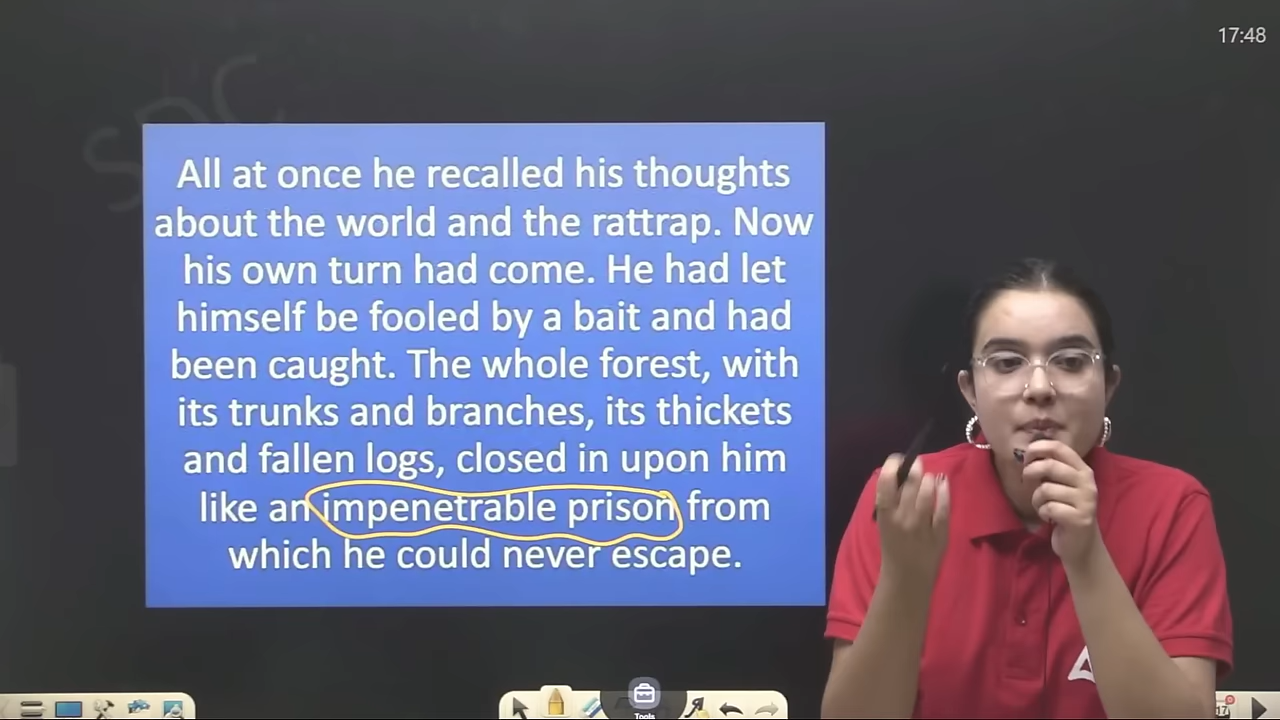 17:48
SDC
All at once he recalled his thoughts
about the world and the rattrap. Now
his own turn had come. He had let
himself be fooled by a bait and had
been caught. The whole forest, with
its trunks and branches, its thickets
and fallen logs, closed in upon him
like an impenetrable prison from
which he could never escape.
Tools